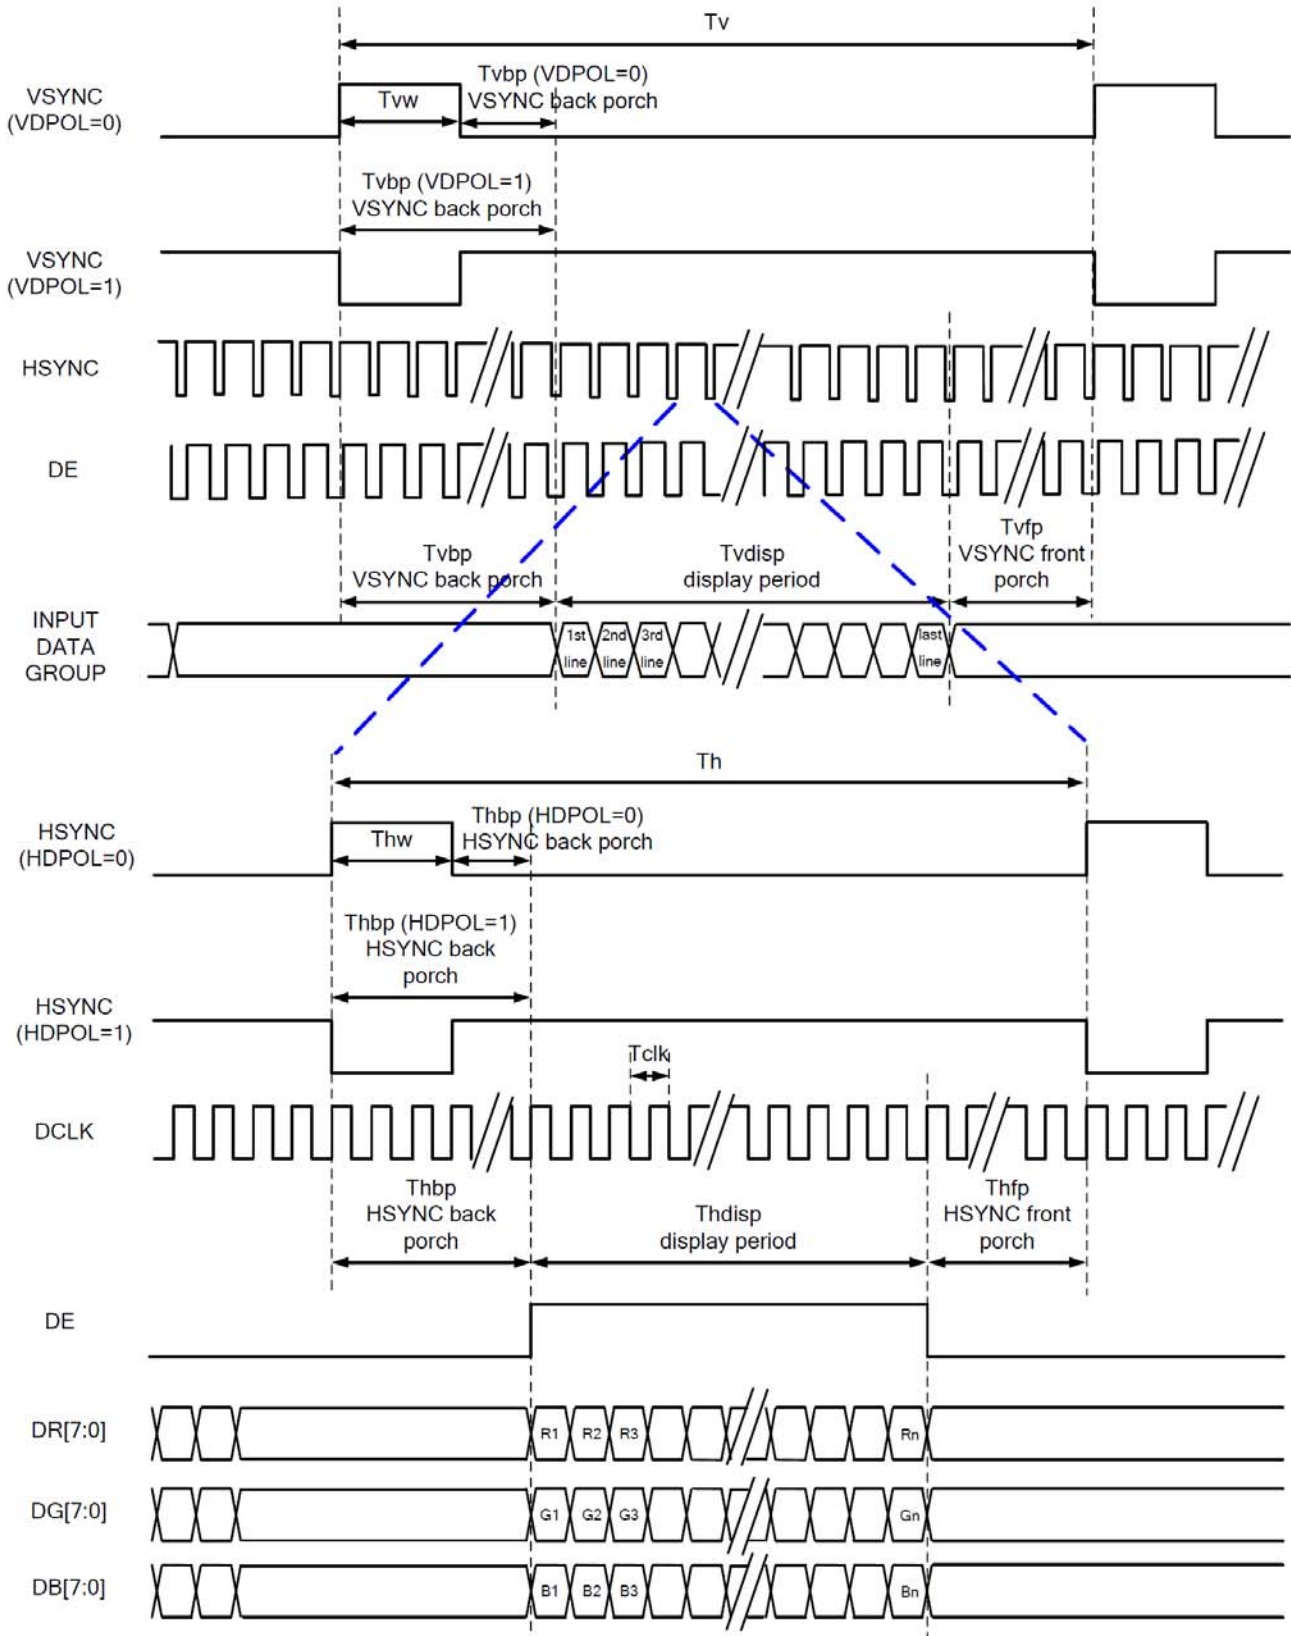 Tv
VSYNC
(VDPOL=0)
Tvw
Tvbp (VDPOL=0)
VSYNC back porch
Tvbp (VDPOL=1)
VSYNC back porch
VSYNC
(VDPOL=1)
HSYNC
DE
Tvbp
VSYNC back porch
Tvdisp
display period
Tvfp
VSYNC front
porch
INPUT
DATA
GROUP
1st
line
2nd
line
3rd
line
last
line
Th
HSYNC
(HDPOL=0)
Thw
Thbp (HDPOL=0)
HSYNC back porch
Thbp (HDPOL=1)
HSYNC back
porch
HSYNC
(HDPOL=1)
Tclk
DCLK
Thbp
HSYNC back
porch
Thdisp
display period
Thfp
HSYNC front
porch
DE
DR[7:0]
R1
R2
R3
Rn
DG[7:0]
G1
G2
G3
Gn
DB[7:0]
B1
B2
B3
Bn